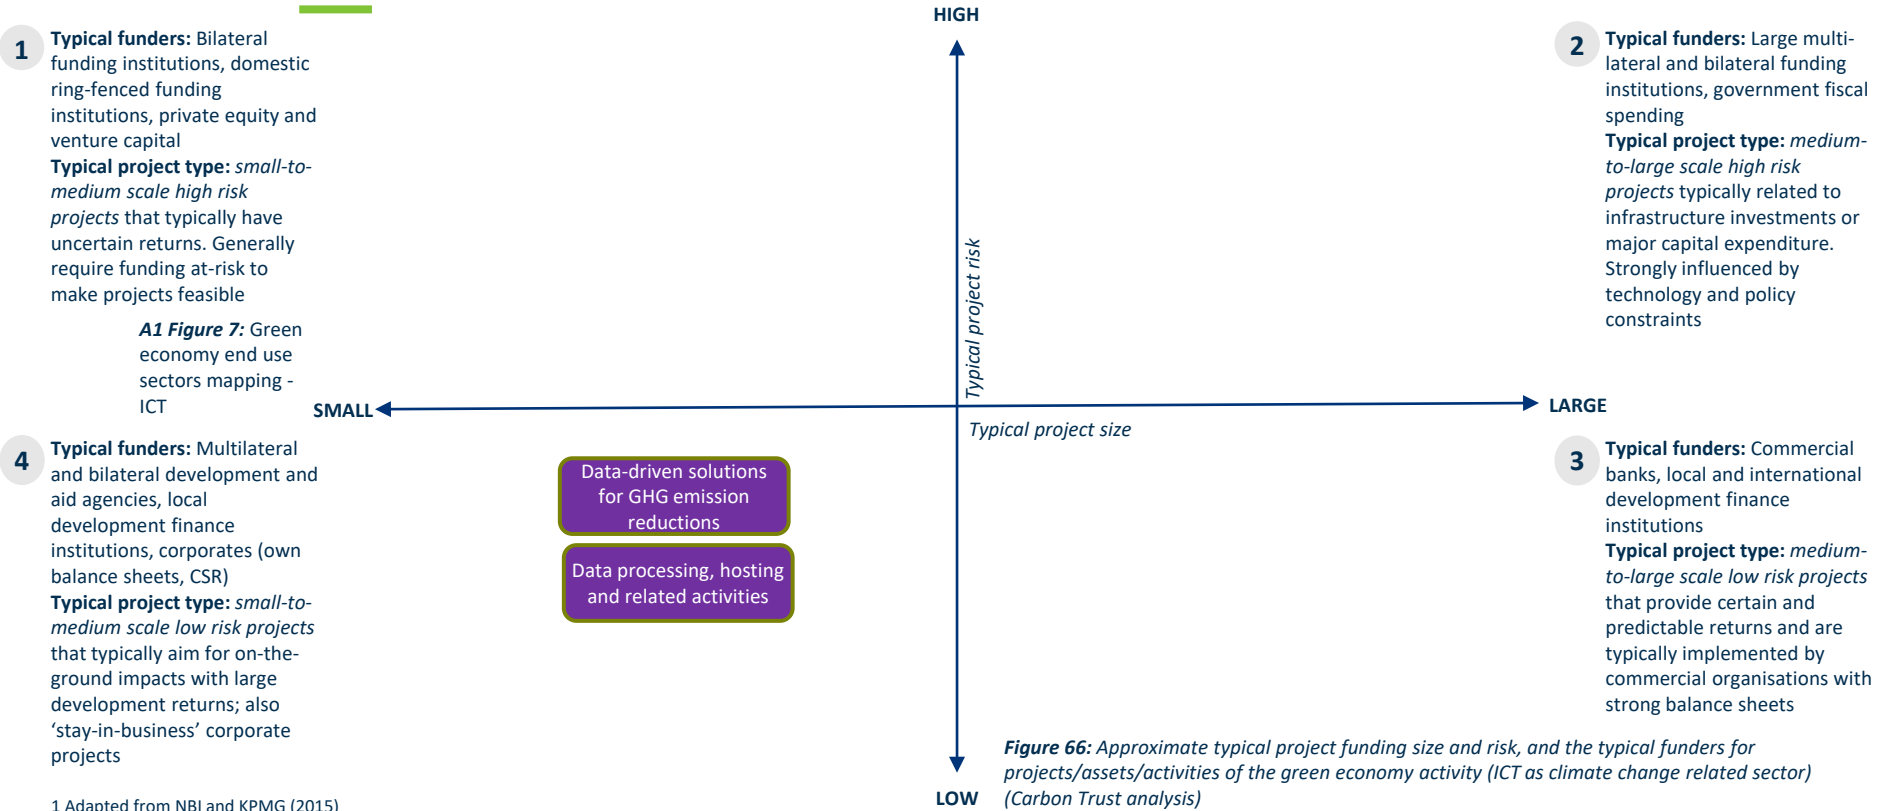 HIGH
1
Typical funders: Bilateral
funding institutions, domestic
ring-fenced funding
institutions, private equity and
venture capital
Typical project type: small-to-
medium scale high risk
projects that typically have
uncertain returns. Generally
require funding at-risk to
make projects feasible
2
Typical funders: Large multi-
lateral and bilateral funding
institutions, government fiscal
spending
Typical project type: medium-
to-large scale high risk
projects typically related to
infrastructure investments or
major capital expenditure.
Strongly influenced by
technology and policy
constraints
Typical project risk
A1 Figure 7: Green
economy end use
sectors mapping -
ICT
SMALL
LARGE
Typical project size
4
Typical funders: Multilateral
and bilateral development and
aid agencies, local
development finance
institutions, corporates (own
balance sheets, CSR)
Typical project type: small-to-
medium scale low risk projects
that typically aim for on-the-
ground impacts with large
development returns; also
‘stay-in-business’ corporate
projects
Data-driven solutions
for GHG emission
reductions
Data processing, hosting
and related activities
3
Typical funders: Commercial
banks, local and international
development finance
institutions
Typical project type: medium-
to-large scale low risk projects
that provide certain and
predictable returns and are
typically implemented by
commercial organisations with
strong balance sheets
Figure 66: Approximate typical project funding size and risk, and the typical funders for
projects/assets/activities of the green economy activity (ICT as climate change related sector)
(Carbon Trust analysis)
LOW
1 Adapted from NBI and KPMG (2015)